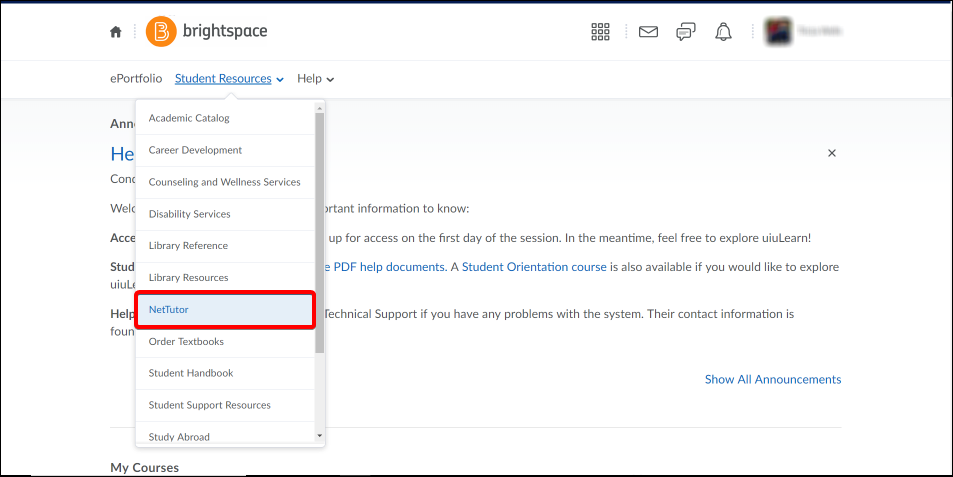 brightspace
ePortfolio Student Resources Help
Academic Catalog
Career Development
Counseling and Wellness Services
Disability Services
Library Reference
Library Resources
NetTutor
Order Textbooks
Student Handbook
Student Support Resources
Study Abroad
Ann
He
Conc
Welc ortant information to know:
Acce up for access on the first day of the session. In the meantime, feel free to explore uiuLearn!
Stud e PDF help documents. A Student Orientation course is also available if you would like to explore
uiuLe
Help Technical Support if you have any problems with the system. Their contact information is
foun
Show All Announcements
My Courses